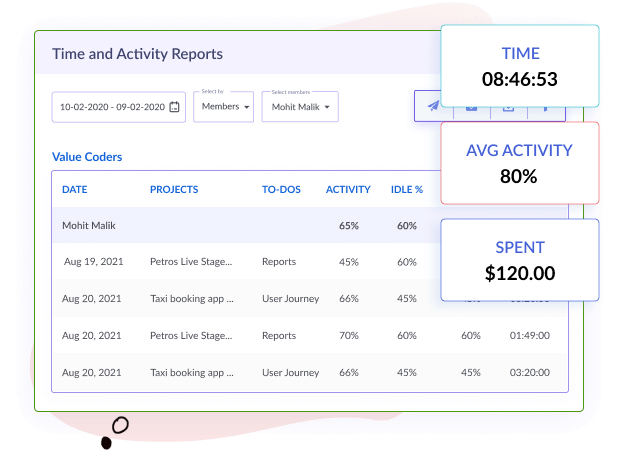 Time and Activity Reports
TIME
08:46:53
Select by
Select members
10-02-2020 - 09-02-2020
Members
Mohit Malik
AVG ACTIVITY
80%
Value Coders
DATE PROJECTS TO-DOS ACTIVITY IDLE %
Mohit Malik 65% 60%
SPENT
$120.00
Aug 19, 2021 Petros Live Stage... Reports 45% 60%
Aug 20, 2021 Taxi booking app ... User Journey 66% 45%
Aug 20, 2021 Petros Live Stage... Reports 70% 60% 60% 01:49:00
Aug 20, 2021 Taxi booking app ... User Journey 66% 45% 45% 03:20:00